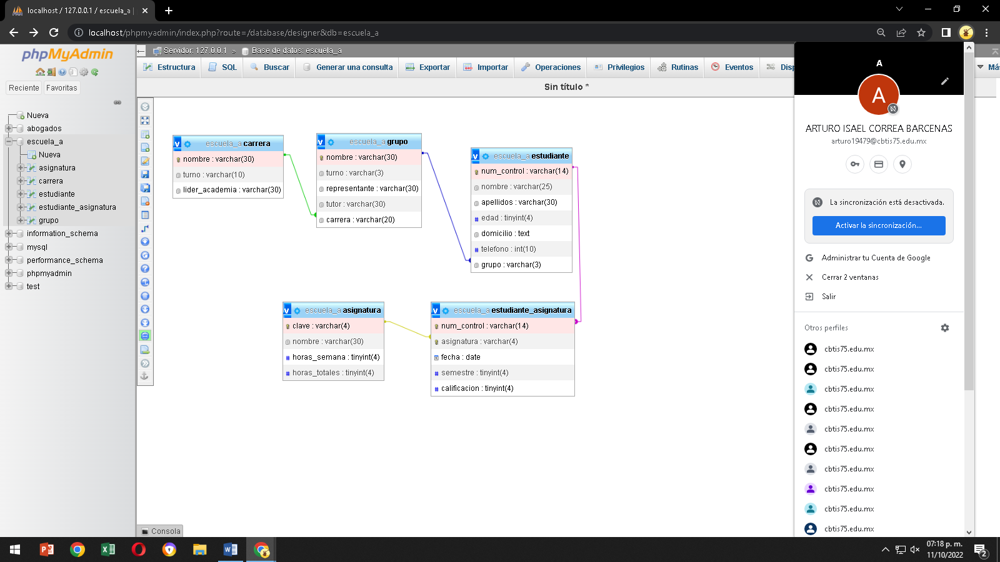 localhost / 127.0.0.1 / escuela_a |
localhost/phpmyadmin/index.php?route=/database/designer&db=escuela_a
phpMyAdmin
Reciente
Favoritas
Nueva
abogados
escuela_a
Nueva
asignatura
carrera
estudiante
estudiante_asignatura
grupo
information_schema
mysql
performance_schema
phpmyadmin
test
Servidor: 127.0.0.1 » Base de datos: escuela_a
Estructura
SQL
Buscar
Generar una consulta
Exportar
Importar
Operaciones
Privilegios
Rutinas
Eventos
Disp
Más
Sin título *
escuela_a carrera
nombre : varchar(30)
turno : varchar(10)
lider_academia : varchar(30)
escuela_a grupo
nombre : varchar(30)
turno : varchar(3)
representante : varchar(30)
tutor : varchar(30)
carrera : varchar(20)
escuela_a estudiante
num_control : varchar(14)
nombre : varchar(25)
apellidos : varchar(30)
edad : tinyint(4)
domicilio : text
telefono : int(10)
grupo : varchar(3)
escuela_a asignatura
clave : varchar(4)
nombre : varchar(30)
horas_semana : tinyint(4)
horas_totales : tinyint(4)
escuela_a estudiante_asignatura
num_control : varchar(14)
asignatura : varchar(4)
fecha : date
semestre : tinyint(4)
calificacion : tinyint(4)
Consola
A
A
ARTURO ISAEL CORREA BARCENAS
arturo19479@cbtis75.edu.mx
La sincronización está desactivada.
Activar la sincronización...
Administrar tu Cuenta de Google
Cerrar 2 ventanas
Salir
Otros perfiles
cbtis75.edu.mx
cbtis75.edu.mx
cbtis75.edu.mx
cbtis75.edu.mx
cbtis75.edu.mx
cbtis75.edu.mx
cbtis75.edu.mx
cbtis75.edu.mx
cbtis75.edu.mx
cbtis75.edu.mx
07:18 p. m.
11/10/2022
2